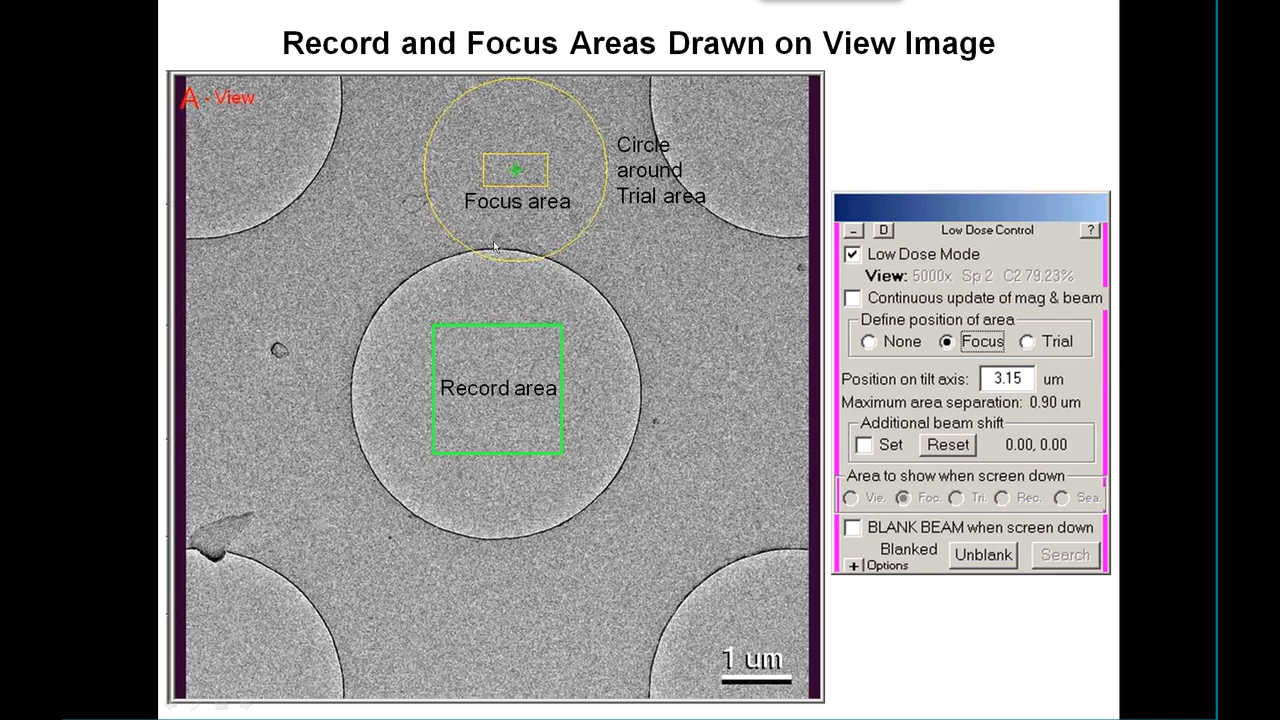 Record and Focus Areas Drawn on View Image
A - View
Circle
around
Trial area
Focus area
Record area
1 um
– D Low Dose Control ?
Low Dose Mode
View: 5000x Sp 2 C2 79.23%
Continuous update of mag & beam
Define position of area
None Focus Trial
Position on tilt axis: 3.15 um
Maximum area separation: 0.90 um
Additional beam shift
Set Reset 0.00, 0.00
Area to show when screen down
Vie. Foc. Tri. Rec. Sea.
BLANK BEAM when screen down
Blanked Unblank Search
+ Options